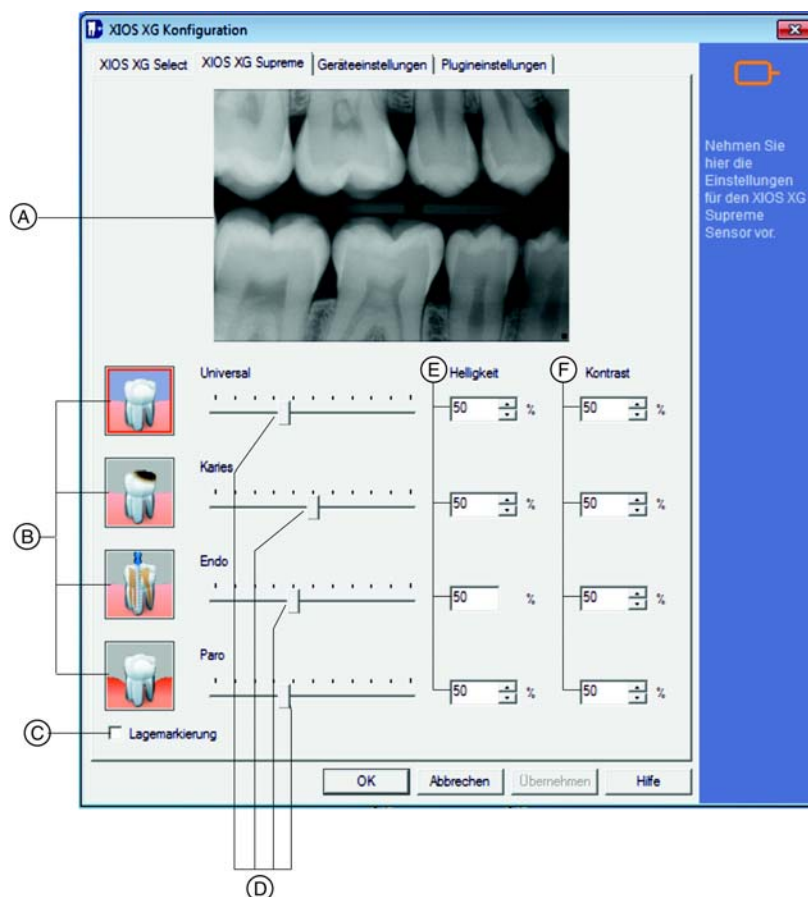 XIOS XG Konfiguration
XIOS XG Select XIOS XG Supreme Geräteeinstellungen Plugineinstellungen
Nehmen Sie
hier die
Einstellungen
für den XIOS XG
Supreme
Sensor vor.
A
Universal E Helligkeit F Kontrast
50 % 50 %
Karies
50 % 50 %
B
Endo
50 % 50 %
Paro
50 % 50 %
C Lagemarkierung
OK Abbrechen Übernehmen Hilfe
D